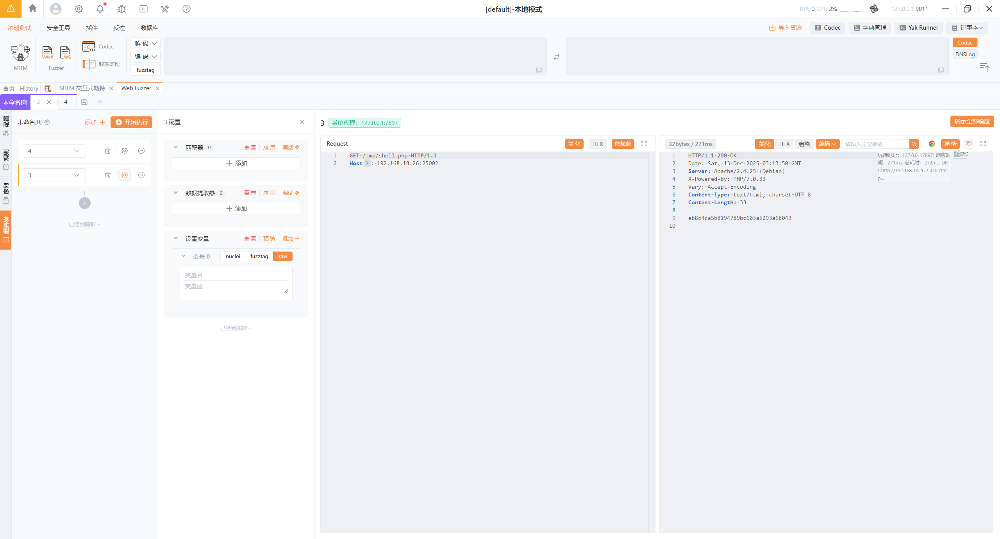 [default]-本地模式
RPS 0 CPU 2%
127.0.0.1 9011
渗透测试 安全工具 插件 反连 数据库
导入资源 Codec 字典管理 Yak Runner 记事本
MITM
Web WS
Fuzzer
Codec
数据对比
解 码
编 码
fuzztag
Codec
DNSLog
首页 History MITM 交互式劫持 Web Fuzzer
未命名[0] 3 4
配置
规则
序列
组并发
未命名[0] 添加 开始执行
4
3
已经到底啦~
3 配置
匹配器 0 重 置 应 用 调试
添加
数据提取器 0 重 置 应 用 调试
添加
设置变量 重 置 预 览 添加
变量 0 nuclei fuzztag raw
变量名
变量值
已经到底啦~
3 系统代理：127.0.0.1:7897 展示全部响应
Request 美 化 HEX 热加载
1 GET /tmp/shell.php HTTP/1.1
2 Host ? : 192.168.18.26:25002
32bytes / 271ms 美化 HEX 渲染 编码 请输入定位响应 详 情
1 HTTP/1.1 200 OK
2 Date: Sat, 13 Dec 2025 03:13:50 GMT
3 Server: Apache/2.4.25 (Debian)
4 X-Powered-By: PHP/7.0.33
5 Vary: Accept-Encoding
6 Content-Type: text/html; charset=UTF-8
7 Content-Length: 33
8
9 eb8c4ca5b8194789bc603a5293a68043
10
远端地址：127.0.0.1:7897; 响应时
间：271ms; 总耗时：272ms; UR
L:http://192.168.18.26:25002/tm
p...